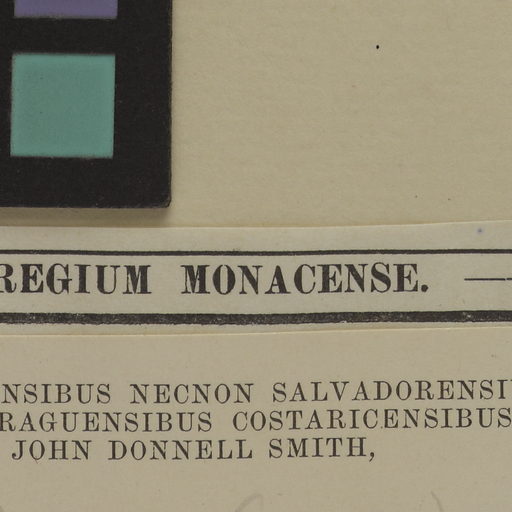 REGIUM MONACENSE. —
NSIBUS NECNON SALVADORENSI
RAGUENSIBUS COSTARICENSIBUS
JOHN DONNELL SMITH,